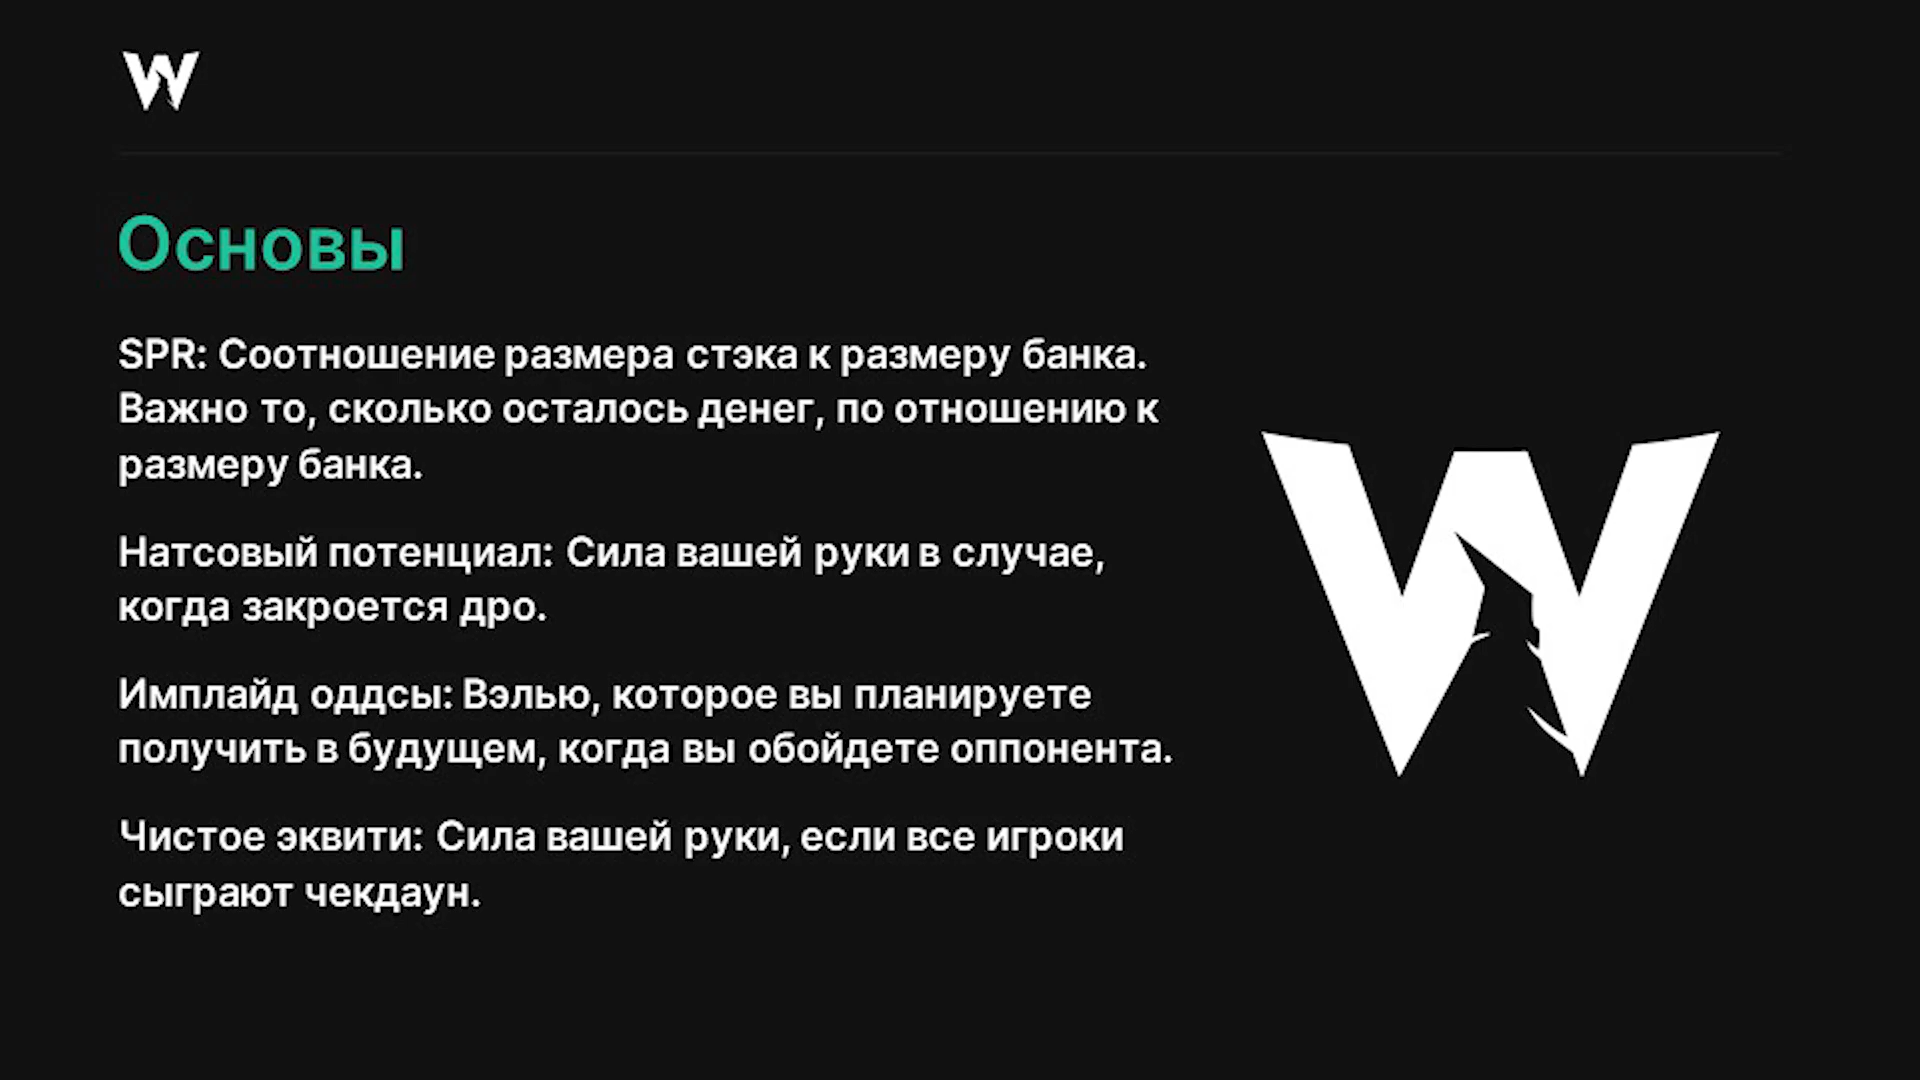 W
Основы
SPR: Соотношение размера стэка к размеру банка.
Важно то, сколько осталось денег, по отношению к
размеру банка.
Натсовый потенциал: Сила вашей руки в случае,
когда закроется дро.
Имплайд оддсы: Вэлью, которое вы планируете
получить в будущем, когда вы обойдете оппонента.
Чистое эквити: Сила вашей руки, если все игроки
сыграют чекдаун.
W